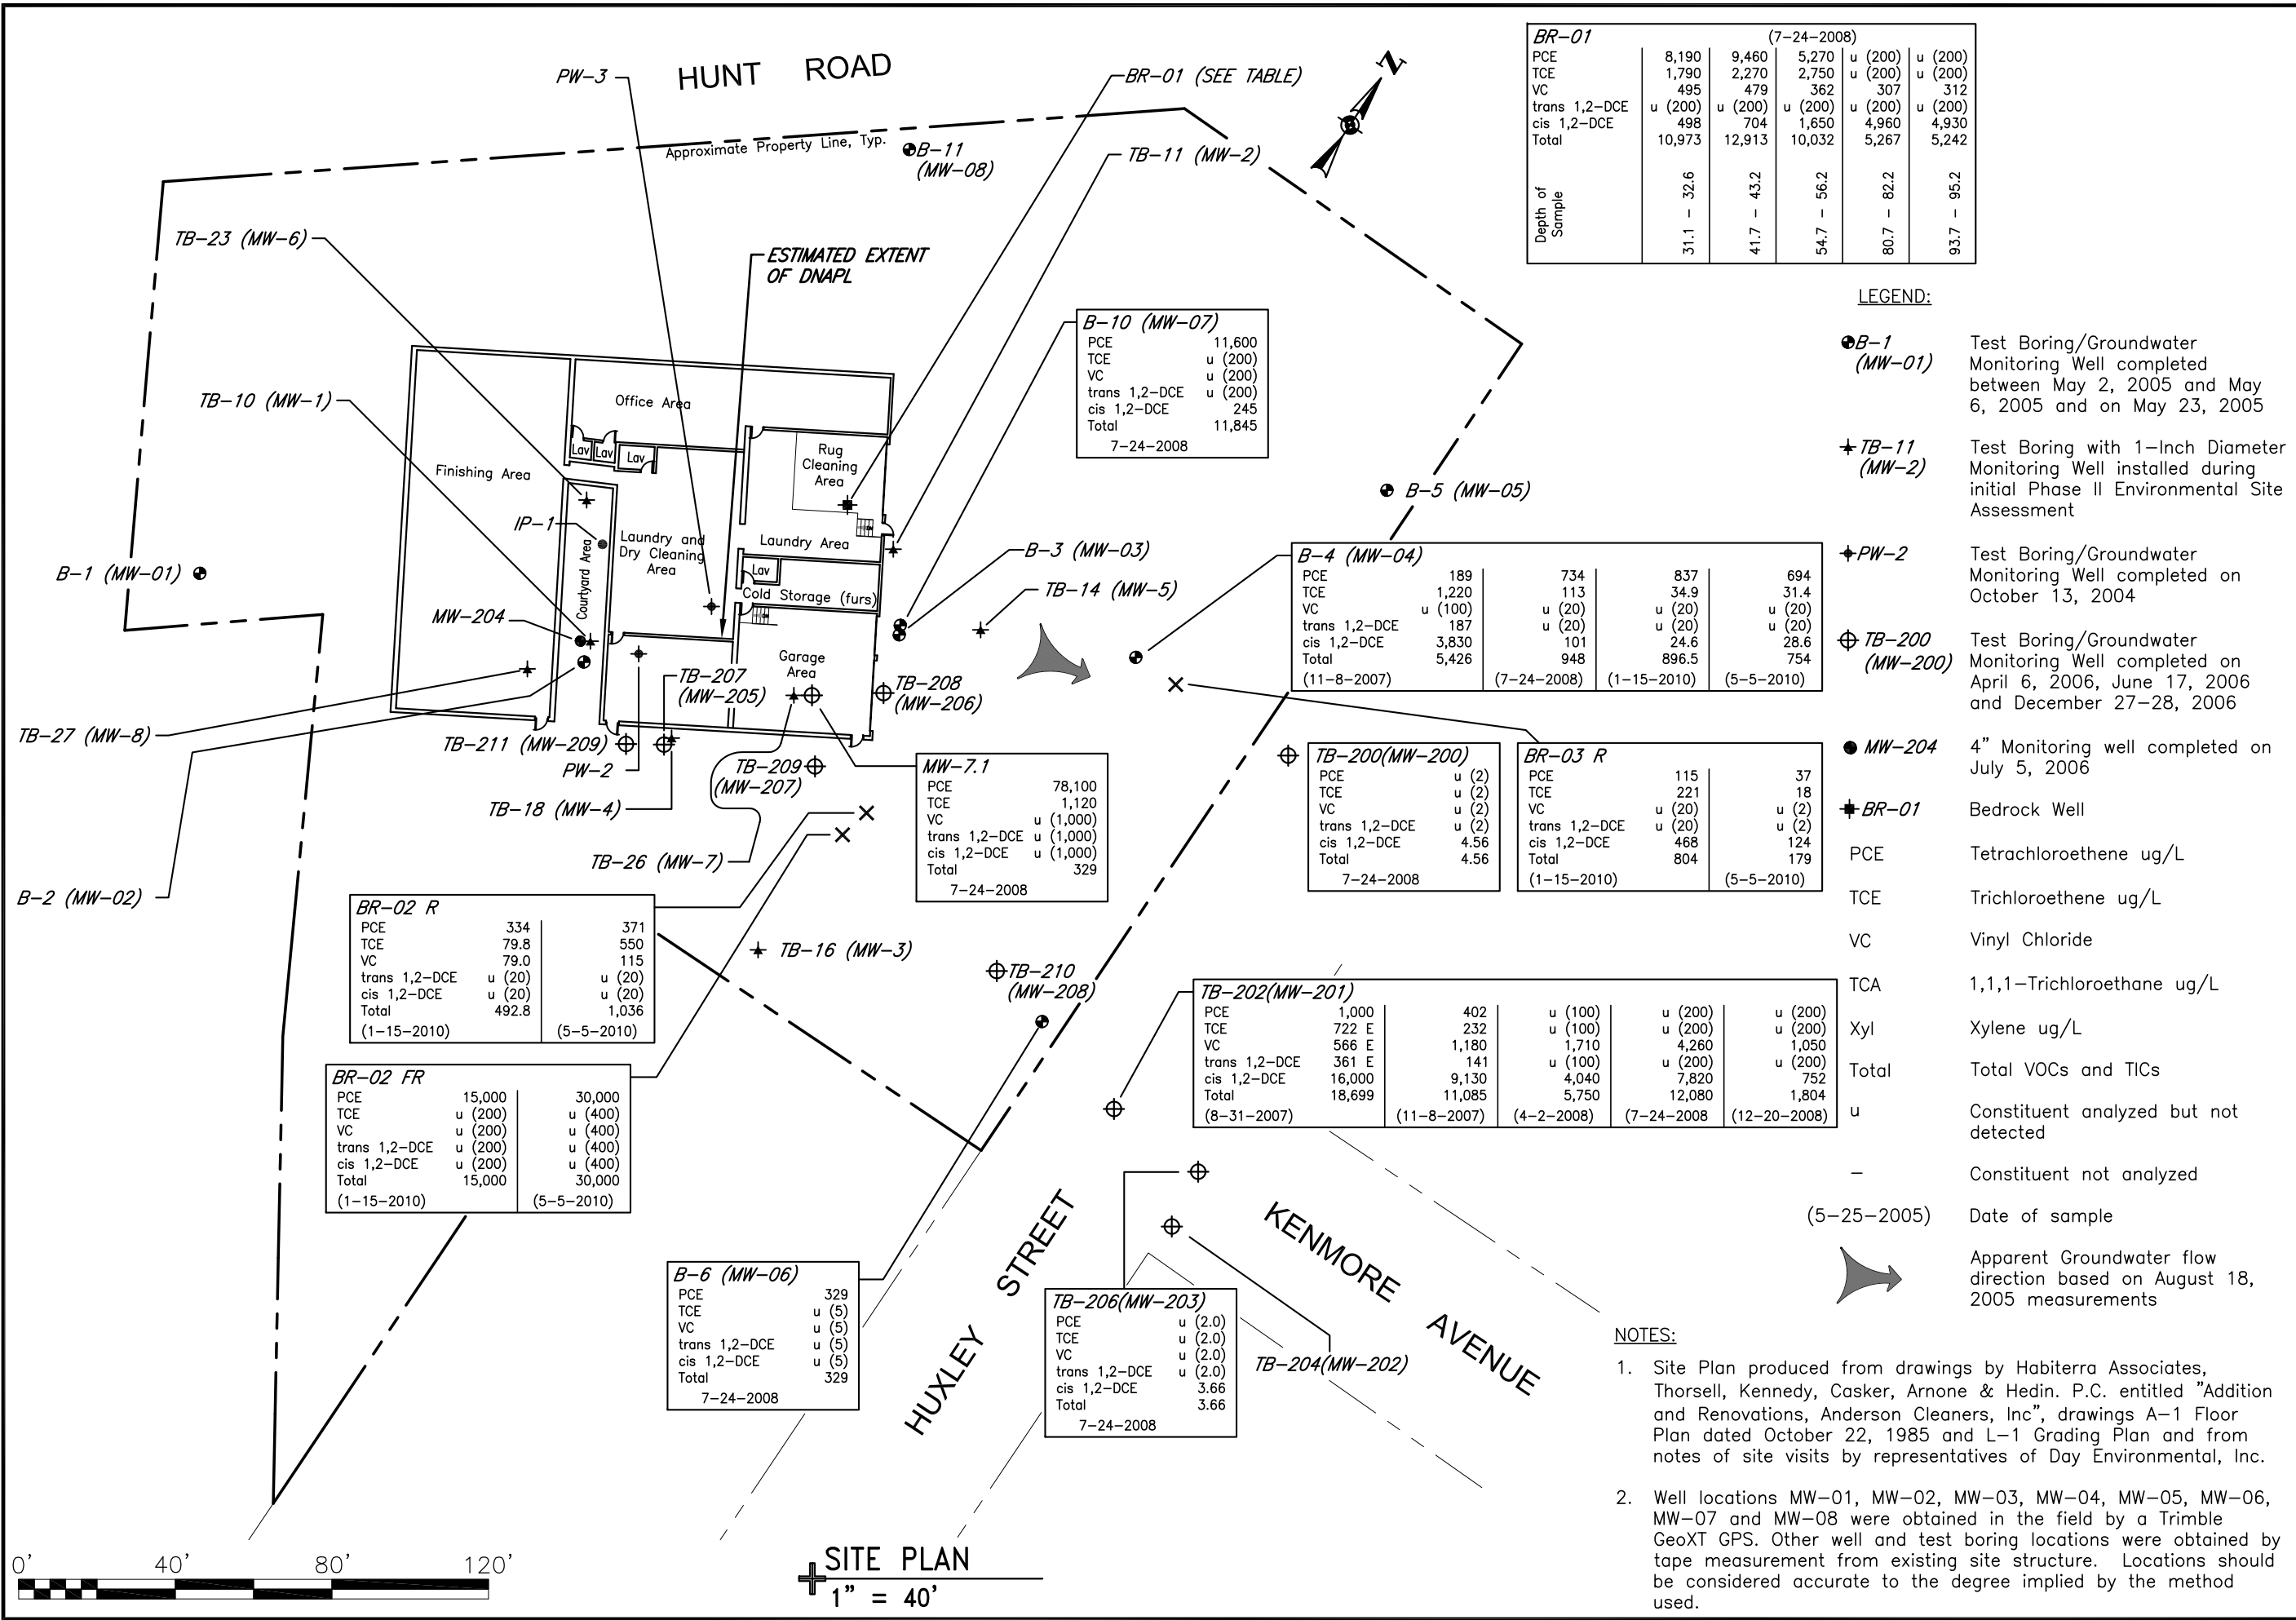 HUNT ROAD
Approximate Property Line, Typ.
PW-3
BR-01 (SEE TABLE)
B-11
(MW-08)
TB-11 (MW-2)
N
TB-23 (MW-6)
ESTIMATED EXTENT
OF DNAPL
TB-10 (MW-1)
Office Area
Lav
Lav
Lav
Rug
Cleaning
Area
Finishing Area
IP-1
Courtyard Area
Laundry and
Dry Cleaning
Area
Laundry Area
Lav
Cold Storage (furs)
Garage
Area
B-1 (MW-01)
MW-204
B-3 (MW-03)
TB-14 (MW-5)
B-5 (MW-05)
TB-207
(MW-205)
TB-208
(MW-206)
TB-27 (MW-8)
TB-211 (MW-209)
PW-2
TB-209
(MW-207)
TB-18 (MW-4)
TB-26 (MW-7)
B-2 (MW-02)
TB-16 (MW-3)
TB-210
(MW-208)
BR-01 (7-24-2008)
PCE 8,190 9,460 5,270 u (200) u (200)
TCE 1,790 2,270 2,750 u (200) u (200)
VC 495 479 362 307 312
trans 1,2-DCE u (200) u (200) u (200) u (200) u (200)
cis 1,2-DCE 498 704 1,650 4,960 4,930
Total 10,973 12,913 10,032 5,267 5,242
Depth of
Sample
31.1 - 32.6 41.7 - 43.2 54.7 - 56.2 80.7 - 82.2 93.7 - 95.2
B-10 (MW-07)
PCE 11,600
TCE u (200)
VC u (200)
trans 1,2-DCE u (200)
cis 1,2-DCE 245
Total 11,845
7-24-2008
B-4 (MW-04)
PCE 189 734 837 694
TCE 1,220 113 34.9 31.4
VC u (100) u (20) u (20) u (20)
trans 1,2-DCE 187 u (20) u (20) u (20)
cis 1,2-DCE 3,830 101 24.6 28.6
Total 5,426 948 896.5 754
(11-8-2007) (7-24-2008) (1-15-2010) (5-5-2010)
MW-7.1
PCE 78,100
TCE 1,120
VC u (1,000)
trans 1,2-DCE u (1,000)
cis 1,2-DCE u (1,000)
Total 329
7-24-2008
TB-200(MW-200)
PCE u (2)
TCE u (2)
VC u (2)
trans 1,2-DCE u (2)
cis 1,2-DCE 4.56
Total 4.56
7-24-2008
BR-03 R
PCE 115 37
TCE 221 18
VC u (20) u (2)
trans 1,2-DCE u (20) u (2)
cis 1,2-DCE 468 124
Total 804 179
(1-15-2010) (5-5-2010)
BR-02 R
PCE 334 371
TCE 79.8 550
VC 79.0 115
trans 1,2-DCE u (20) u (20)
cis 1,2-DCE u (20) u (20)
Total 492.8 1,036
(1-15-2010) (5-5-2010)
BR-02 FR
PCE 15,000 30,000
TCE u (200) u (400)
VC u (200) u (400)
trans 1,2-DCE u (200) u (400)
cis 1,2-DCE u (200) u (400)
Total 15,000 30,000
(1-15-2010) (5-5-2010)
TB-202(MW-201)
PCE 1,000 402 u (100) u (200) u (200)
TCE 722 E 232 u (100) u (200) u (200)
VC 566 E 1,180 1,710 4,260 1,050
trans 1,2-DCE 361 E 141 u (100) u (200) u (200)
cis 1,2-DCE 16,000 9,130 4,040 7,820 752
Total 18,699 11,085 5,750 12,080 1,804
(8-31-2007) (11-8-2007) (4-2-2008) (7-24-2008 (12-20-2008)
B-6 (MW-06)
PCE 329
TCE u (5)
VC u (5)
trans 1,2-DCE u (5)
cis 1,2-DCE u (5)
Total 329
7-24-2008
TB-206(MW-203)
PCE u (2.0)
TCE u (2.0)
VC u (2.0)
trans 1,2-DCE u (2.0)
cis 1,2-DCE 3.66
Total 3.66
7-24-2008
TB-204(MW-202)
HUXLEY STREET
KENMORE AVENUE
LEGEND:
B-1
(MW-01)
Test Boring/Groundwater
Monitoring Well completed
between May 2, 2005 and May
6, 2005 and on May 23, 2005
TB-11
(MW-2)
Test Boring with 1-Inch Diameter
Monitoring Well installed during
initial Phase II Environmental Site
Assessment
PW-2
Test Boring/Groundwater
Monitoring Well completed on
October 13, 2004
TB-200
(MW-200)
Test Boring/Groundwater
Monitoring Well completed on
April 6, 2006, June 17, 2006
and December 27-28, 2006
MW-204 4" Monitoring well completed on
July 5, 2006
BR-01 Bedrock Well
PCE Tetrachloroethene ug/L
TCE Trichloroethene ug/L
VC Vinyl Chloride
TCA 1,1,1-Trichloroethane ug/L
Xyl Xylene ug/L
Total Total VOCs and TICs
u Constituent analyzed but not
detected
- Constituent not analyzed
(5-25-2005) Date of sample
Apparent Groundwater flow
direction based on August 18,
2005 measurements
NOTES:
1. Site Plan produced from drawings by Habiterra Associates,
Thorsell, Kennedy, Casker, Arnone & Hedin. P.C. entitled "Addition
and Renovations, Anderson Cleaners, Inc", drawings A-1 Floor
Plan dated October 22, 1985 and L-1 Grading Plan and from
notes of site visits by representatives of Day Environmental, Inc.
2. Well locations MW-01, MW-02, MW-03, MW-04, MW-05, MW-06,
MW-07 and MW-08 were obtained in the field by a Trimble
GeoXT GPS. Other well and test boring locations were obtained by
tape measurement from existing site structure. Locations should
be considered accurate to the degree implied by the method
used.
0' 40' 80' 120'
SITE PLAN
1" = 40'